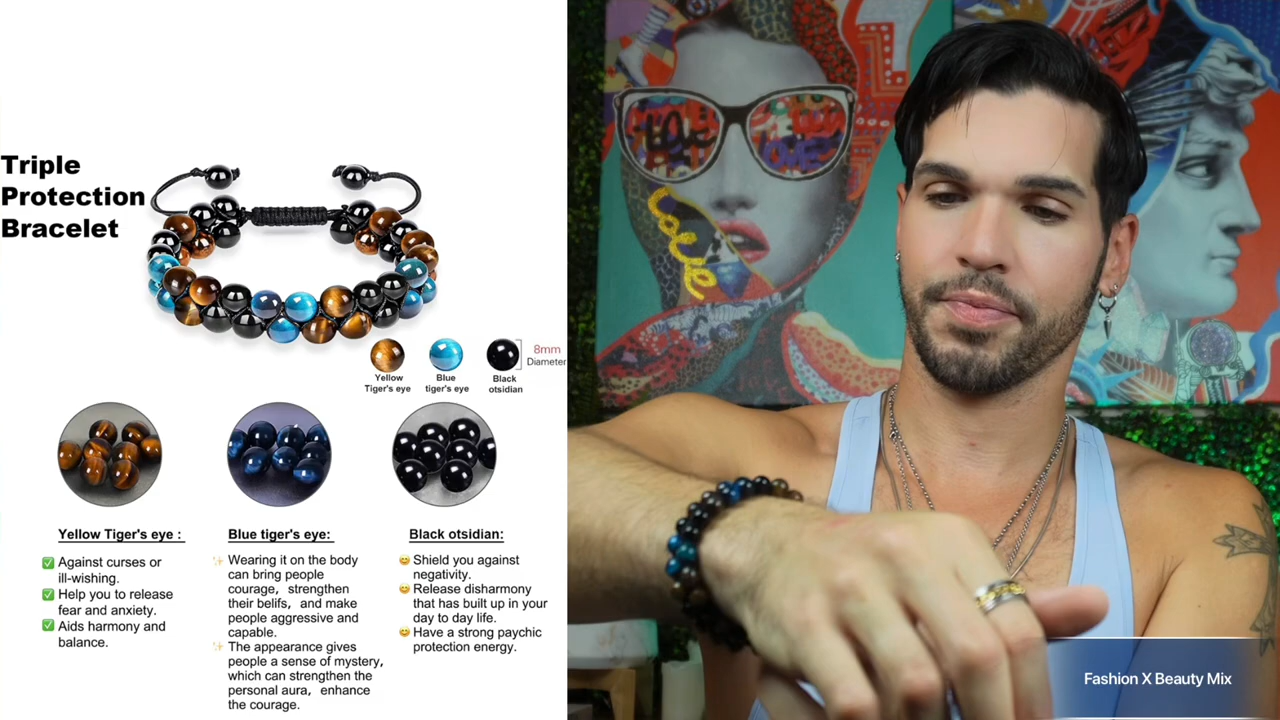 Triple
Protection
Bracelet
8mm
Diameter
Yellow
Tiger's eye
Blue
tiger's eye
Black
otsidian
Yellow Tiger's eye :
✅ Against curses or
ill-wishing.
✅ Help you to release
fear and anxiety.
✅ Aids harmony and
balance.
Blue tiger's eye:
✨ Wearing it on the body
can bring people
courage, strengthen
their belifs, and make
people aggressive and
capable.
✨ The appearance gives
people a sense of mystery,
which can strengthen the
personal aura, enhance
the courage.
Black otsidian:
😊 Shield you against
negativity.
😊 Release disharmony
that has built up in your
day to day life.
😊 Have a strong paychic
protection energy.
LOVE
love
Fashion X Beauty Mix